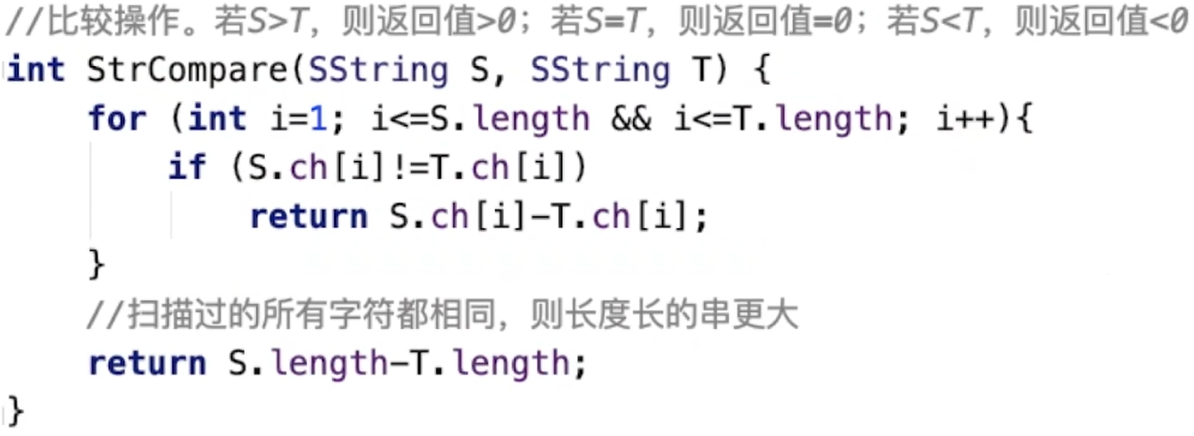 //比较操作。若S>T，则返回值>0；若S=T，则返回值=0；若S<T，则返回值<0
int StrCompare(SString S, SString T) {
    for (int i=1; i<=S.length && i<=T.length; i++){
        if (S.ch[i]!=T.ch[i])
            return S.ch[i]-T.ch[i];
    }
    //扫描过的所有字符都相同，则长度长的串更大
    return S.length-T.length;
}